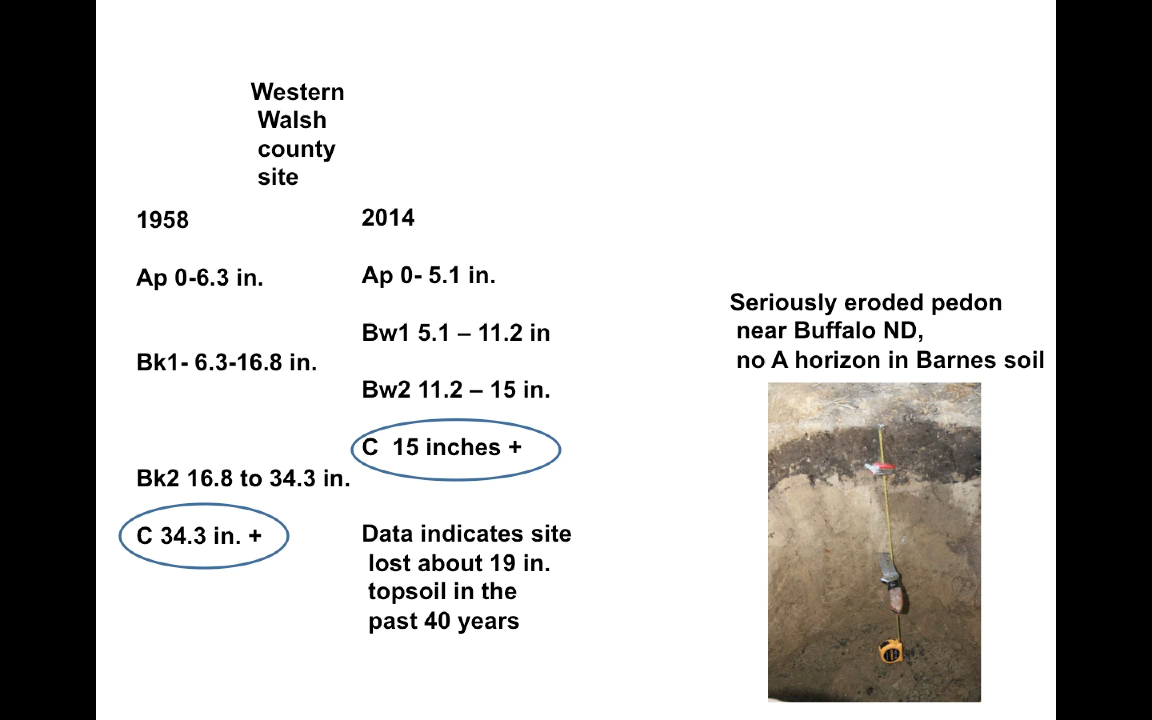 Western
Walsh
county
site
1958
Ap 0-6.3 in.
Bk1- 6.3-16.8 in.
Bk2 16.8 to 34.3 in.
C 34.3 in. +
2014
Ap 0- 5.1 in.
Bw1 5.1 – 11.2 in
Bw2 11.2 – 15 in.
C  15 inches +
Data indicates site
lost about 19 in.
topsoil in the
past 40 years
Seriously eroded pedon
near Buffalo ND,
no A horizon in Barnes soil